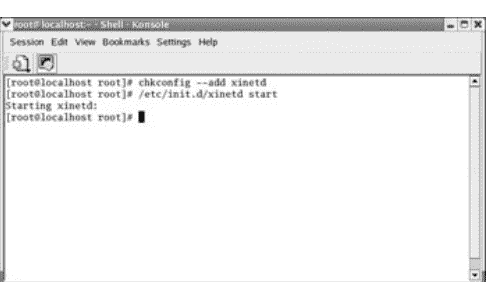 root@localhost:~ - Shell - Konsole
Session Edit View Bookmarks Settings Help
[root@localhost root]# chkconfig --add xinetd
[root@localhost root]# /etc/init.d/xinetd start
Starting xinetd:
[root@localhost root]#